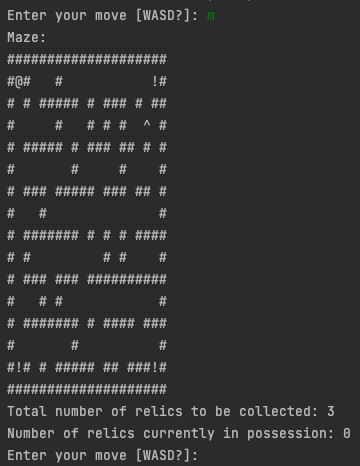 Enter your move [WASD?]: m
Maze:
####################
#@#   #           !#
# # ##### # ### # ##
#     #   # # #  ^ #
# ##### # ### ## # #
#       #     #    #
# ### ##### ### ## #
#   #              #
# ####### # # # ####
# #         # #    #
# ### ### ##########
#   # #            #
# ####### # #### ###
#       #          #
#!# # ##### ## ###!#
####################
Total number of relics to be collected: 3
Number of relics currently in possession: 0
Enter your move [WASD?]: